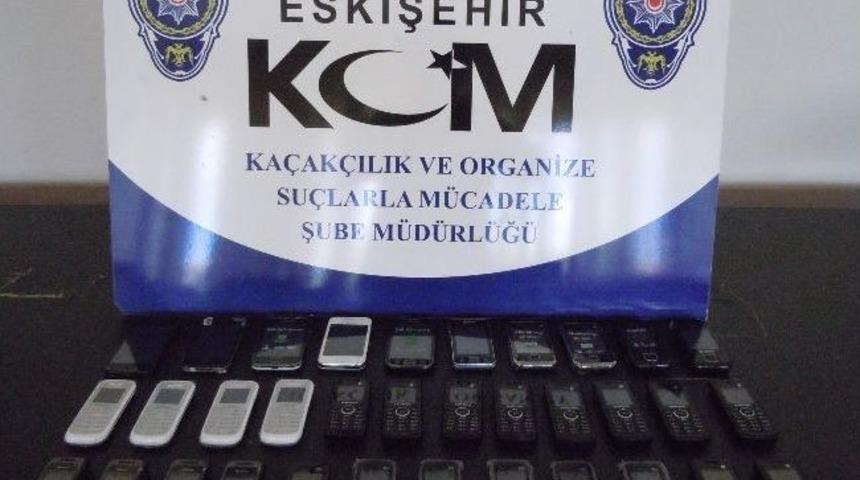 ESKİŞEHİR
KOM
KAÇAKÇILIK VE ORGANİZE
SUÇLARLA MÜCADELE
ŞUBE MÜDÜRLÜĞÜ